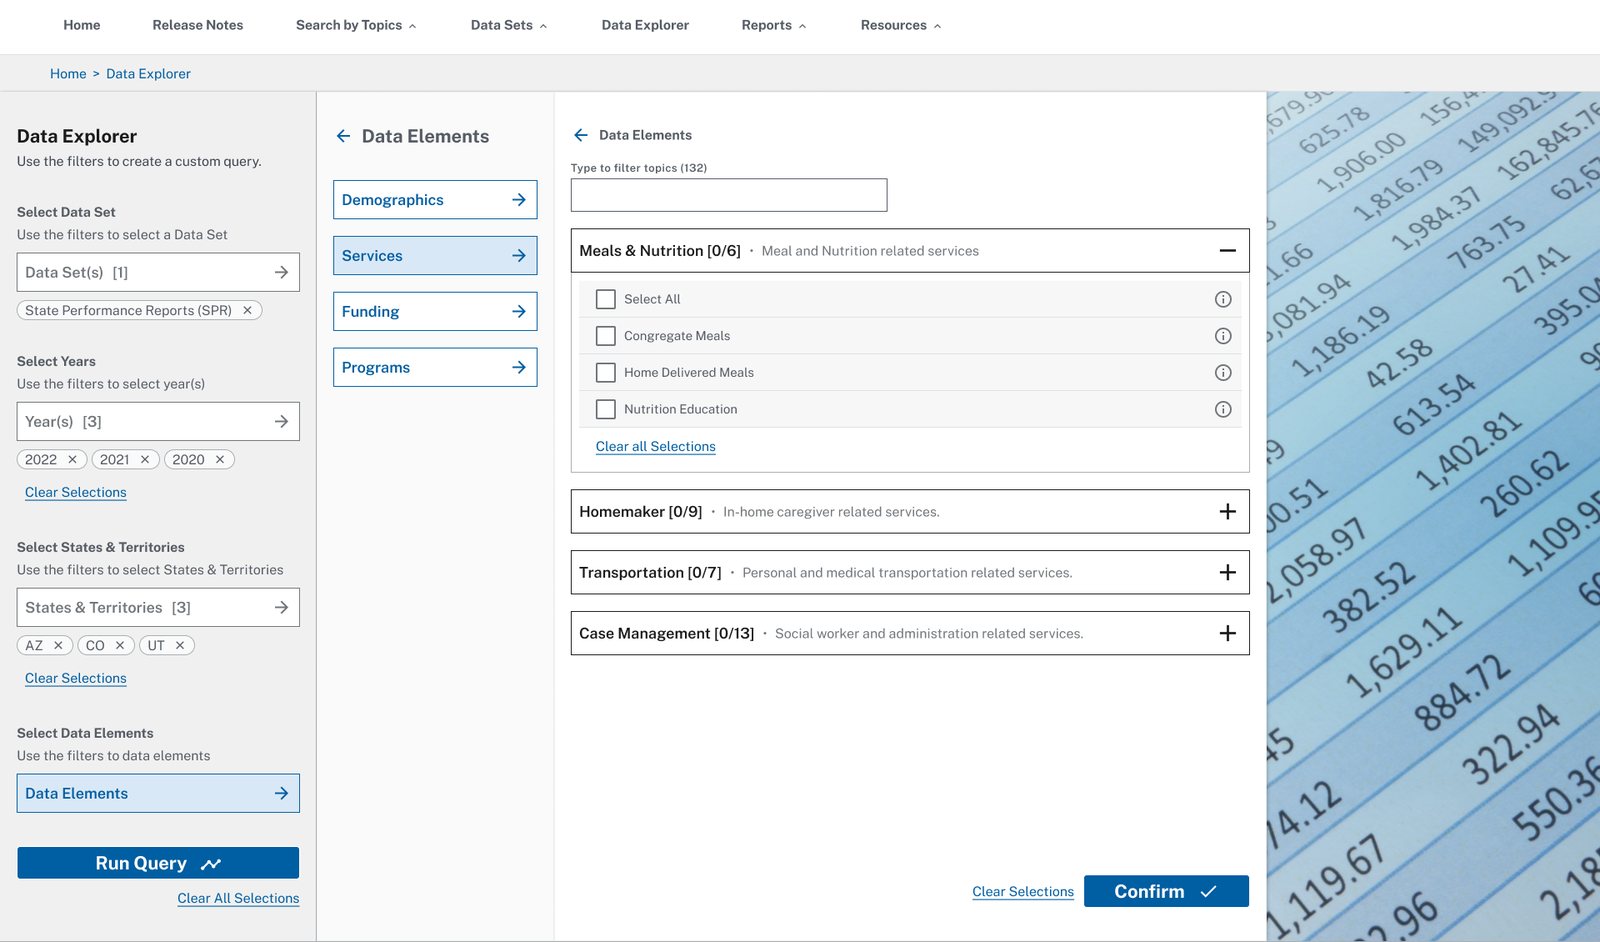 Home Release Notes Search by Topics Data Sets Data Explorer Reports Resources
Home > Data Explorer
Data Explorer
Use the filters to create a custom query.
Select Data Set
Use the filters to select a Data Set
Data Set(s) [1]
State Performance Reports (SPR)
Select Years
Use the filters to select year(s)
Year(s) [3]
2022 2021 2020
Clear Selections
Select States & Territories
Use the filters to select States & Territories
States & Territories [3]
AZ CO UT
Clear Selections
Select Data Elements
Use the filters to data elements
Data Elements
Run Query
Clear All Selections
Data Elements
Demographics
Services
Funding
Programs
Data Elements
Type to filter topics (132)
Meals & Nutrition [0/6] · Meal and Nutrition related services
Select All
Congregate Meals
Home Delivered Meals
Nutrition Education
Clear all Selections
Homemaker [0/9] · In-home caregiver related services.
Transportation [0/7] · Personal and medical transportation related services.
Case Management [0/13] · Social worker and administration related services.
Clear Selections Confirm
625.78
1,906.00
149,092.9
1,816.79
162,845.76
1,984.37
763.75
1,186.19
27.41
42.58
395.04
613.54
1,402.81
260.62
2,058.97
382.52
1,109.95
1,629.11
884.72
322.94
550.36
1,119.67